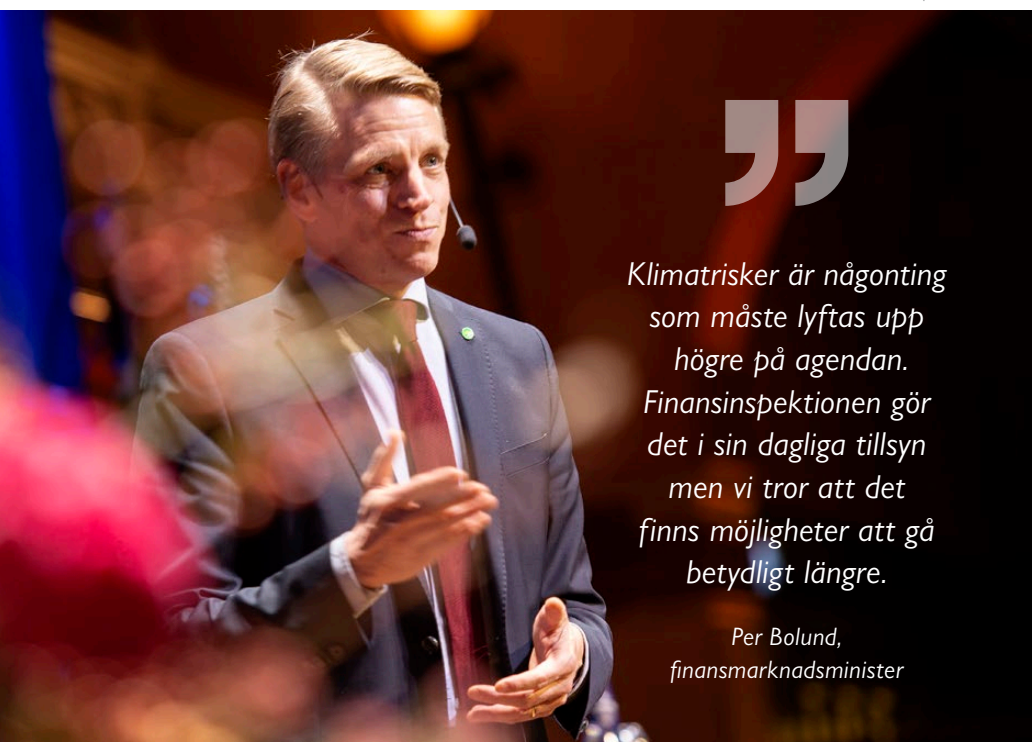 ”
Klimatrisker är någonting
som måste lyftas upp
högre på agendan.
Finansinspektionen gör
det i sin dagliga tillsyn
men vi tror att det
finns möjligheter att gå
betydligt längre.
Per Bolund,
finansmarknadsminister